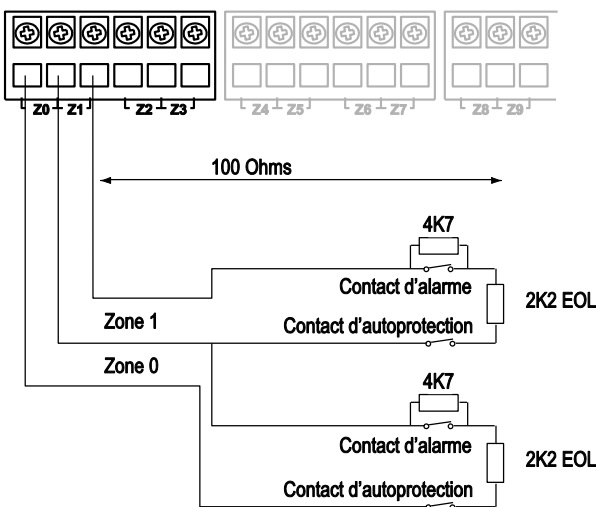 Z0 Z1 Z2 Z3 Z4 Z5 Z6 Z7 Z8 Z9
100 Ohms
4K7
Contact d'alarme
2K2 EOL
Zone 1
Contact d'autoprotection
Zone 0
4K7
Contact d'alarme
2K2 EOL
Contact d'autoprotection